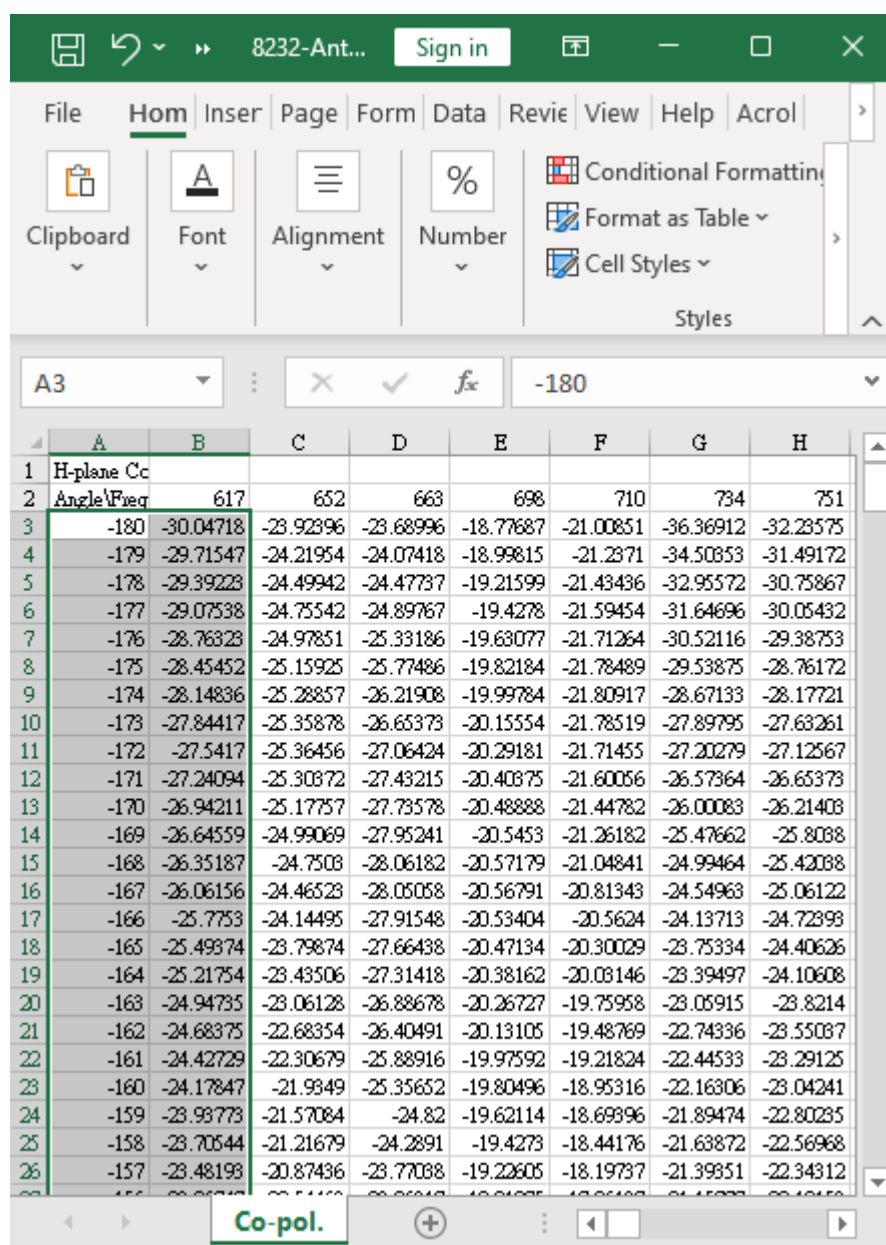 8232-Ant... Sign in
File Hom Inser Page Form Data Revie View Help Acrol
Clipboard Font Alignment Number
% Conditional Formatting
Format as Table
Cell Styles
Styles
A3 fx -180
A B C D E F G H
1 H-plane Co
2 Angle\Freq 617 652 663 698 710 734 751
3 -180 -30.04718 -23.92396 -23.68996 -18.77687 -21.00851 -36.36912 -32.23575
4 -179 -29.71547 -24.21954 -24.07418 -18.99815 -21.2371 -34.50353 -31.49172
5 -178 -29.39223 -24.49942 -24.47737 -19.21599 -21.43436 -32.95572 -30.75867
6 -177 -29.07538 -24.75542 -24.89767 -19.4278 -21.59454 -31.64696 -30.05432
7 -176 -28.76323 -24.97851 -25.33186 -19.63077 -21.71264 -30.52116 -29.38753
8 -175 -28.45452 -25.15925 -25.77486 -19.82184 -21.78489 -29.53875 -28.76172
9 -174 -28.14836 -25.28857 -26.21908 -19.99784 -21.80917 -28.67133 -28.17721
10 -173 -27.84417 -25.35878 -26.65373 -20.15554 -21.78519 -27.89795 -27.63261
11 -172 -27.5417 -25.36456 -27.06424 -20.29181 -21.71455 -27.20279 -27.12567
12 -171 -27.24094 -25.30372 -27.43215 -20.40375 -21.60056 -26.57364 -26.65373
13 -170 -26.94211 -25.17757 -27.73578 -20.48888 -21.44782 -26.00083 -26.21403
14 -169 -26.64559 -24.99069 -27.95241 -20.5453 -21.26182 -25.47662 -25.8038
15 -168 -26.35187 -24.7503 -28.06182 -20.57179 -21.04841 -24.99464 -25.42038
16 -167 -26.06156 -24.46523 -28.05058 -20.56791 -20.81343 -24.54963 -25.06122
17 -166 -25.7753 -24.14495 -27.91548 -20.53404 -20.5624 -24.13713 -24.72393
18 -165 -25.49374 -23.79874 -27.66438 -20.47134 -20.30029 -23.75334 -24.40626
19 -164 -25.21754 -23.43506 -27.31418 -20.38162 -20.03146 -23.39497 -24.10608
20 -163 -24.94735 -23.06128 -26.88678 -20.26727 -19.75958 -23.05915 -23.8214
21 -162 -24.68375 -22.68354 -26.40491 -20.13105 -19.48769 -22.74336 -23.55037
22 -161 -24.42729 -22.30679 -25.88916 -19.97592 -19.21824 -22.44533 -23.29125
23 -160 -24.17847 -21.9349 -25.35652 -19.80496 -18.95316 -22.16306 -23.04241
24 -159 -23.93773 -21.57084 -24.82 -19.62114 -18.69396 -21.89474 -22.80235
25 -158 -23.70544 -21.21679 -24.2891 -19.4273 -18.44176 -21.63872 -22.56968
26 -157 -23.48193 -20.87436 -23.77038 -19.22605 -18.19737 -21.39351 -22.34312
Co-pol.